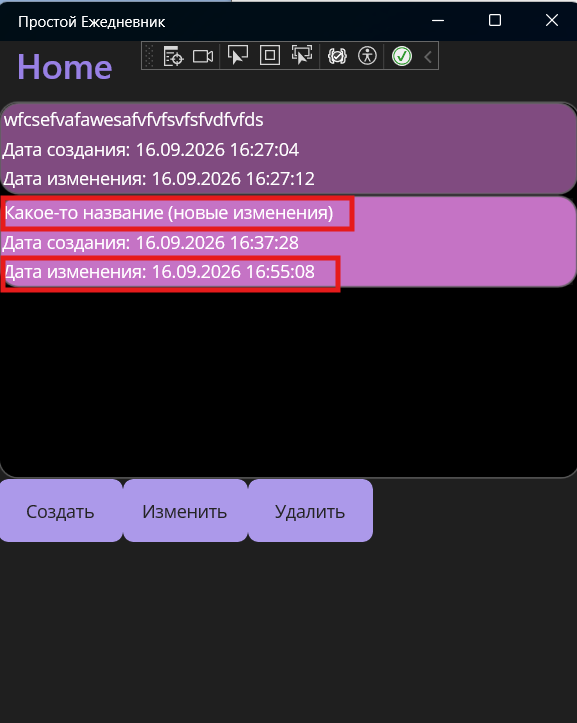 Простой Ежедневник
Home
wfcsefvafawesafvfvfsvfsfvdfvfds
Дата создания: 16.09.2026 16:27:04
Дата изменения: 16.09.2026 16:27:12
Какое-то название (новые изменения)
Дата создания: 16.09.2026 16:37:28
Дата изменения: 16.09.2026 16:55:08
Создать Изменить Удалить